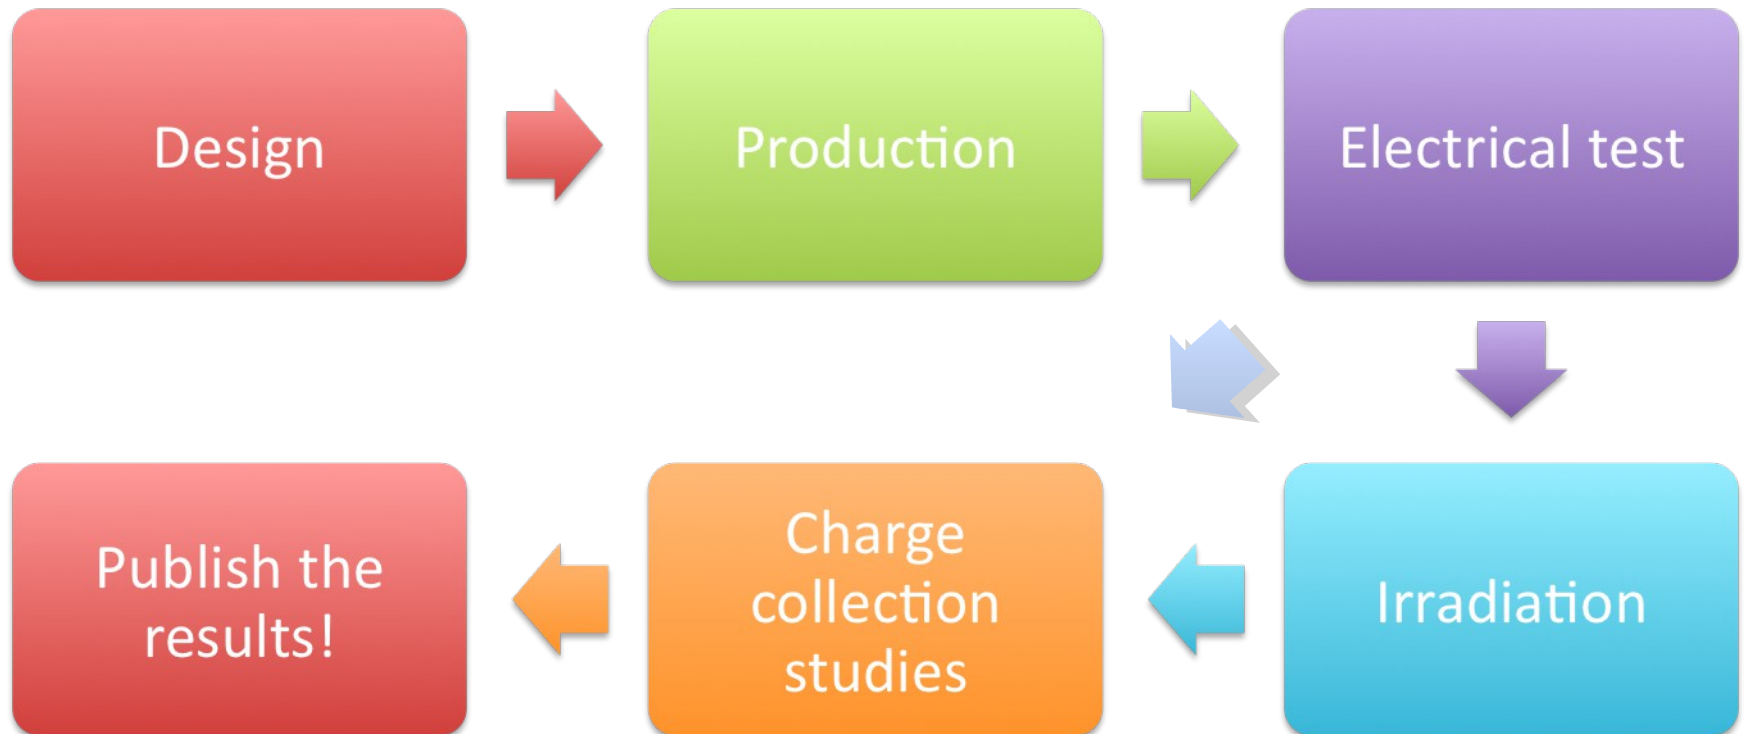 Design
Production
Electrical test
Irradiation
Charge
collection
studies
Publish the
results!